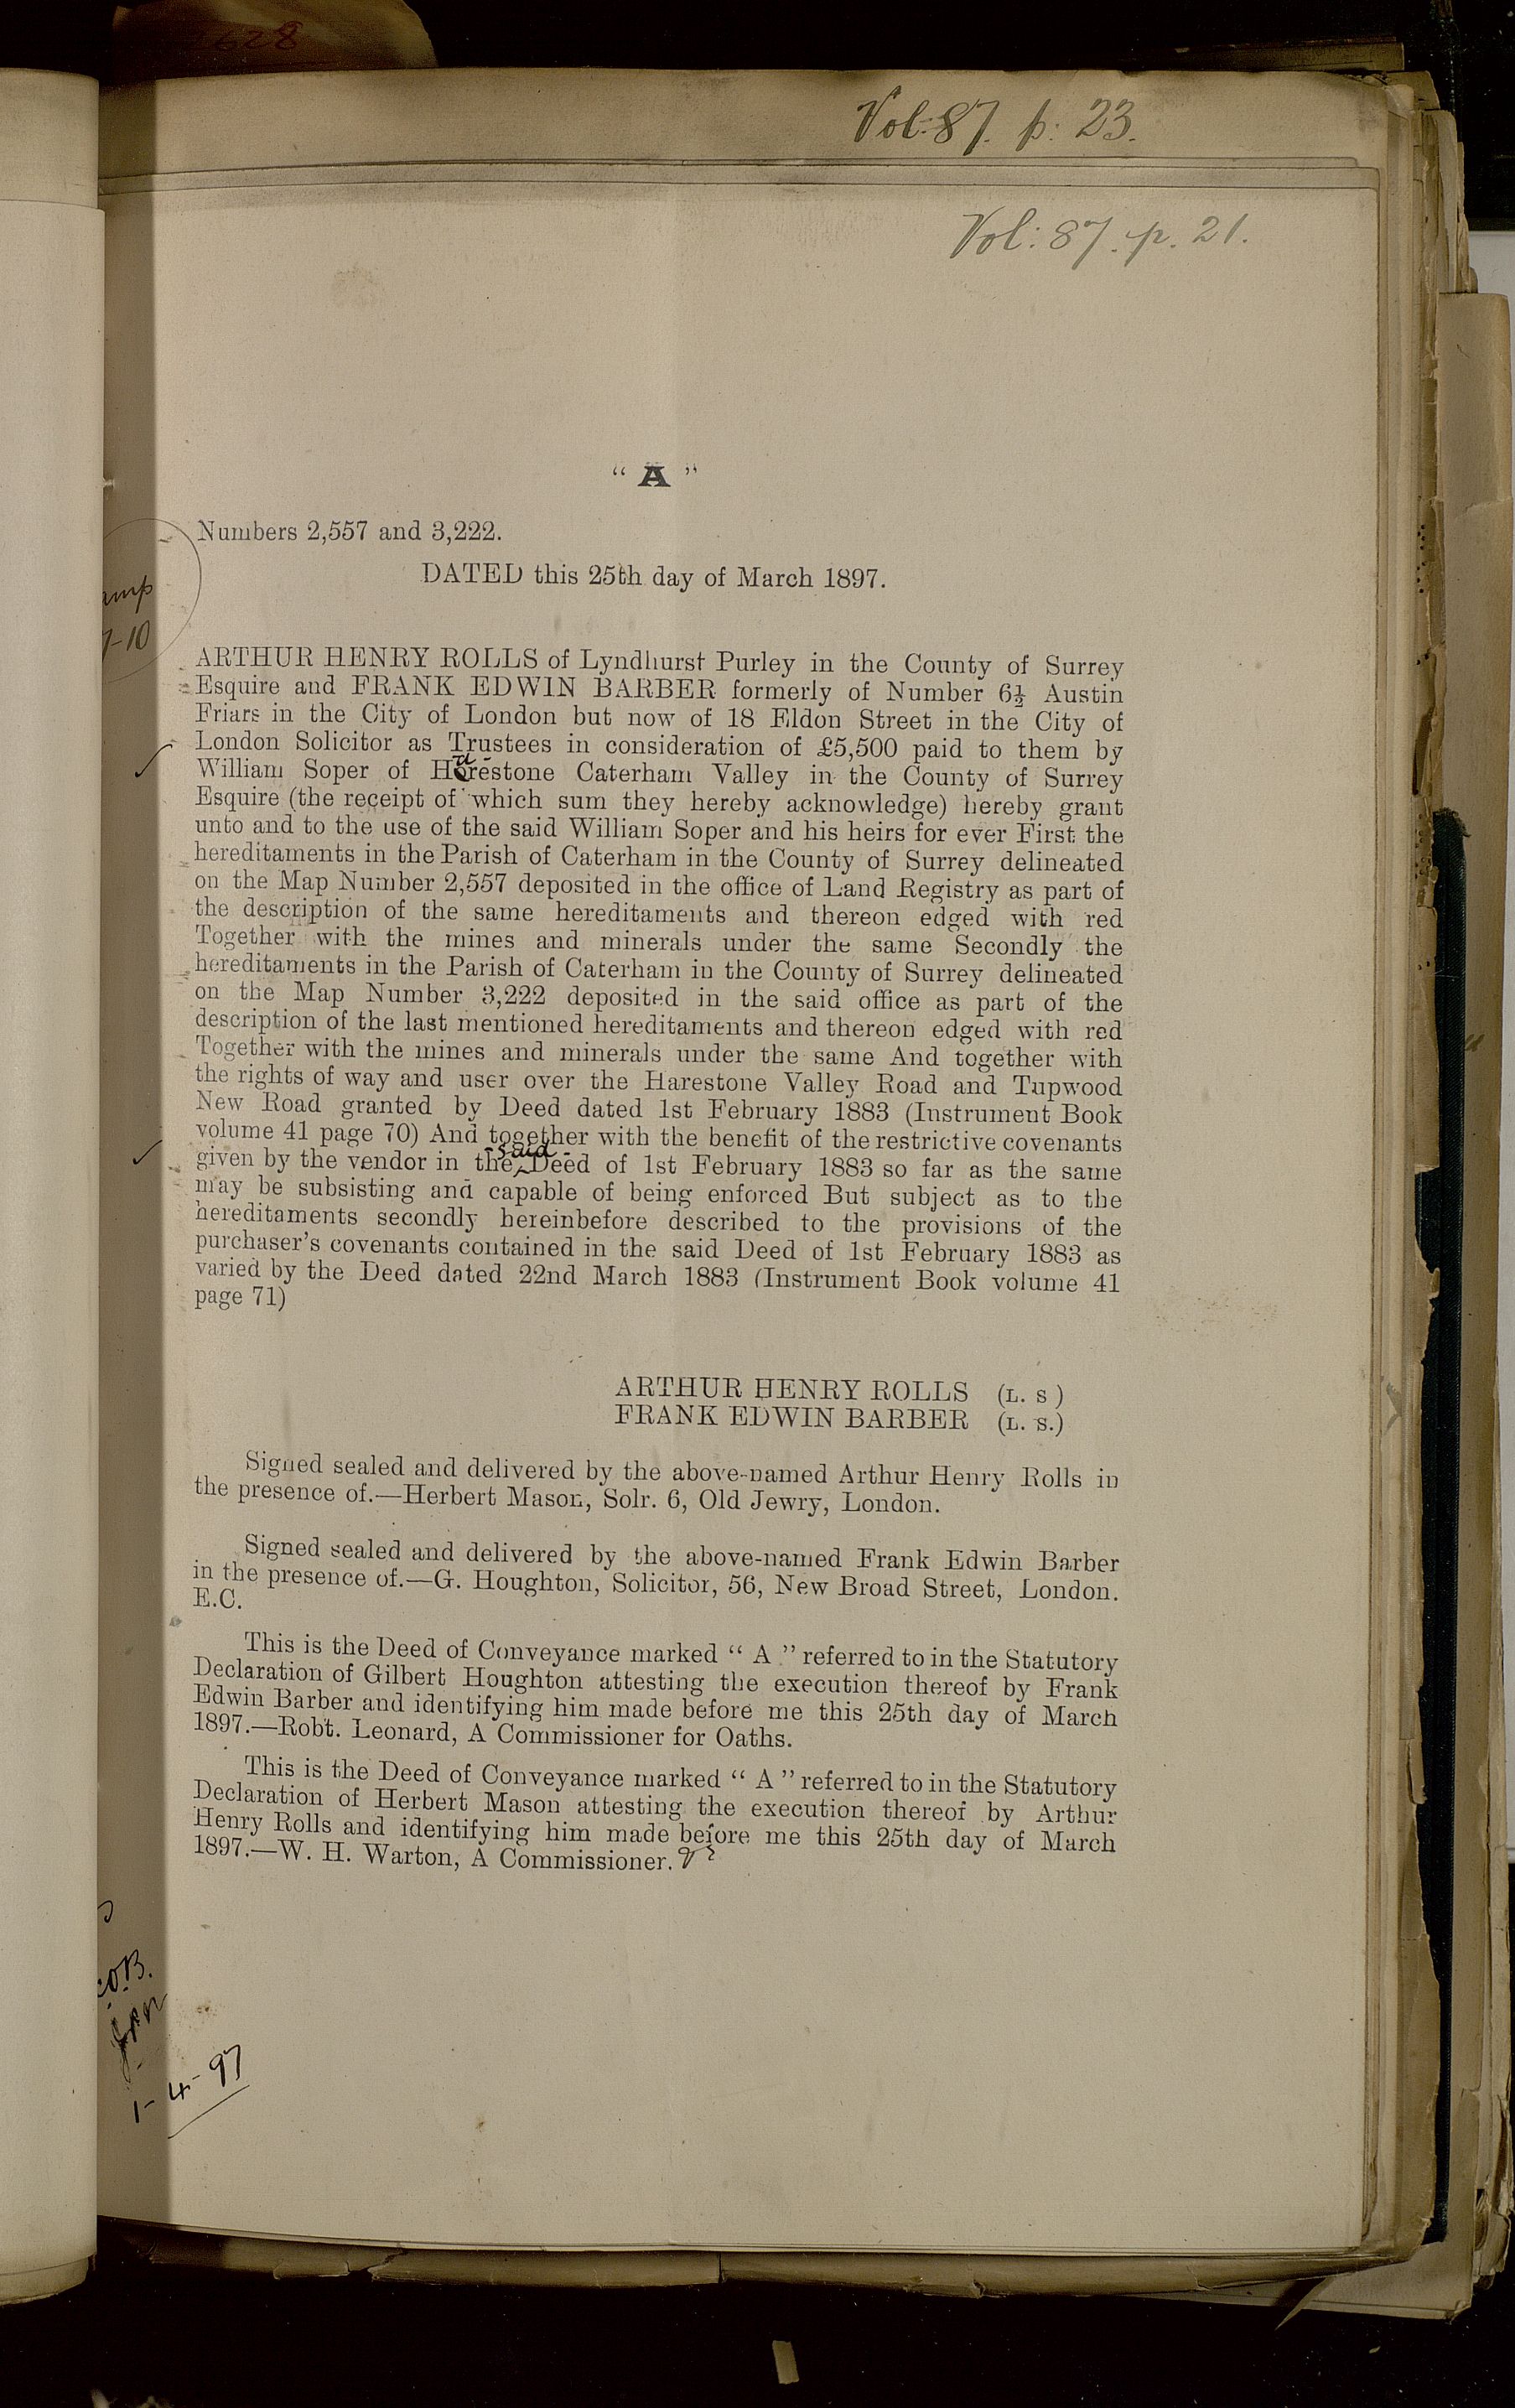 2628
Vol: 87. p: 23.
Vol: 87. p. 21.
“ A ”
Numbers 2,557 and 3,222.
DATED this 25th day of March 1897.
7-10
ARTHUR HENRY ROLLS of Lyndhurst Purley in the County of Surrey
Esquire and FRANK EDWIN BARBER formerly of Number 6½ Austin
Friars in the City of London but now of 18 Eldon Street in the City of
London Solicitor as Trustees in consideration of £5,500 paid to them by
William Soper of Harestone Caterham Valley in the County of Surrey
Esquire (the receipt of which sum they hereby acknowledge) hereby grant
unto and to the use of the said William Soper and his heirs for ever First the
hereditaments in the Parish of Caterham in the County of Surrey delineated
on the Map Number 2,557 deposited in the office of Land Registry as part of
the description of the same hereditaments and thereon edged with red
Together with the mines and minerals under the same Secondly the
hereditaments in the Parish of Caterham in the County of Surrey delineated
on the Map Number 3,222 deposited in the said office as part of the
description of the last mentioned hereditaments and thereon edged with red
Together with the mines and minerals under the same And together with
the rights of way and user over the Harestone Valley Road and Tupwood
New Road granted by Deed dated 1st February 1883 (Instrument Book
volume 41 page 70) And together with the benefit of the restrictive covenants
given by the vendor in the said Deed of 1st February 1883 so far as the same
may be subsisting and capable of being enforced But subject as to the
hereditaments secondly hereinbefore described to the provisions of the
purchaser’s covenants contained in the said Deed of 1st February 1883 as
varied by the Deed dated 22nd March 1883 (Instrument Book volume 41
page 71)
ARTHUR HENRY ROLLS (L. S )
FRANK EDWIN BARBER (L. S.)
Signed sealed and delivered by the above-named Arthur Henry Rolls in
the presence of.—Herbert Mason, Solr. 6, Old Jewry, London.
Signed sealed and delivered by the above-named Frank Edwin Barber
in the presence of.—G. Houghton, Solicitor, 56, New Broad Street, London.
E.C.
This is the Deed of Conveyance marked “ A ” referred to in the Statutory
Declaration of Gilbert Houghton attesting the execution thereof by Frank
Edwin Barber and identifying him made before me this 25th day of March
1897.—Robt. Leonard, A Commissioner for Oaths.
This is the Deed of Conveyance marked “ A ” referred to in the Statutory
Declaration of Herbert Mason attesting the execution thereof by Arthur
Henry Rolls and identifying him made before me this 25th day of March
1897.—W. H. Warton, A Commissioner.
1-4-97